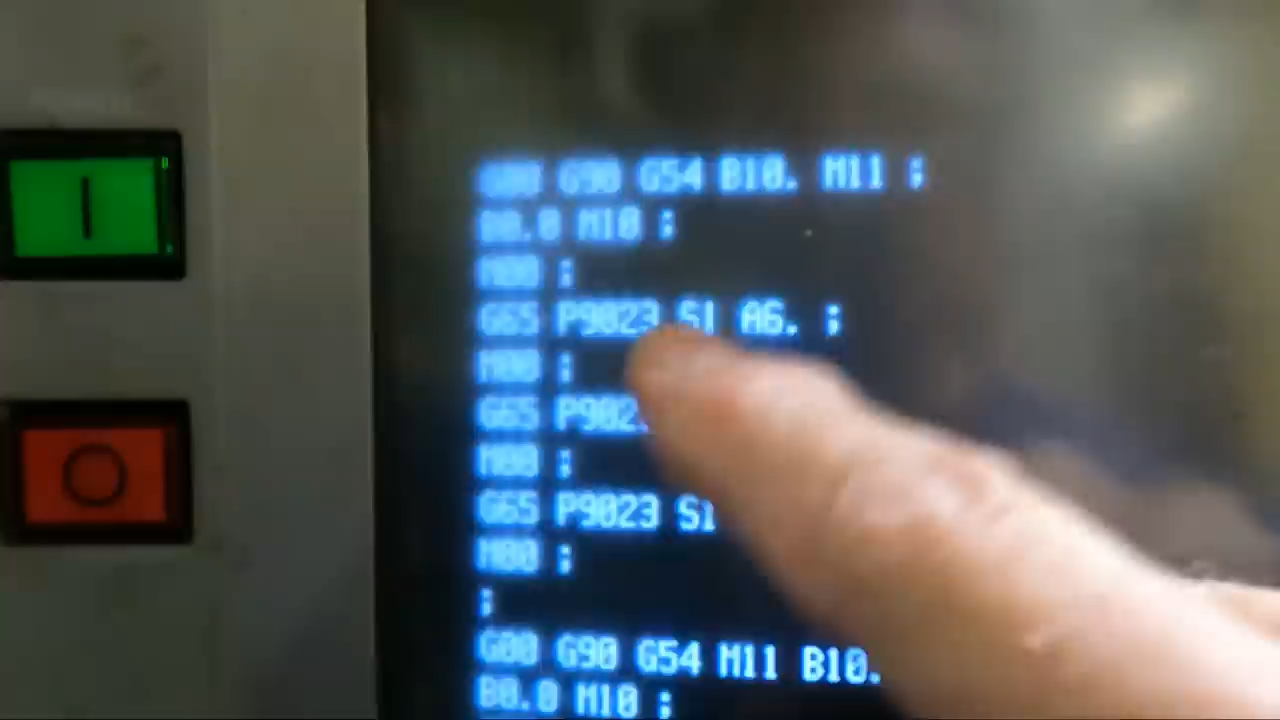 G00 G90 G54 B10. M11 ;
B0.0 M10 ;
M00 ;
G65 P9023 S1 A6. ;
M00 ;
G65
M00 ;
G65 P9023 S1
M00 ;
;
G00 G90 G54 M11 B10.
B0.0 M10 ;